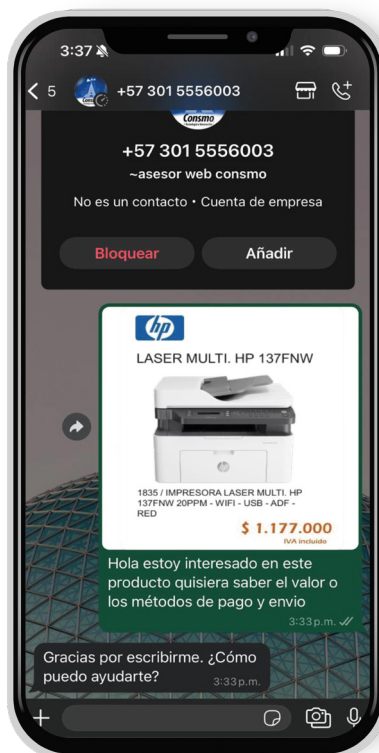 3:37
5
+57 301 5556003
Consmo
+57 301 5556003
~asesor web consmo
No es un contacto • Cuenta de empresa
Bloquear
Añadir
hp
LASER MULTI. HP 137FNW
1835 / IMPRESORA LASER MULTI. HP
137FNW 20PPM - WIFI - USB - ADF -
RED
$ 1.177.000
IVA incluido
Hola estoy interesado en este
producto quisiera saber el valor o
los métodos de pago y envio
3:33 p.m.
Gracias por escribirme. ¿Cómo
puedo ayudarte?
3:33 p.m.